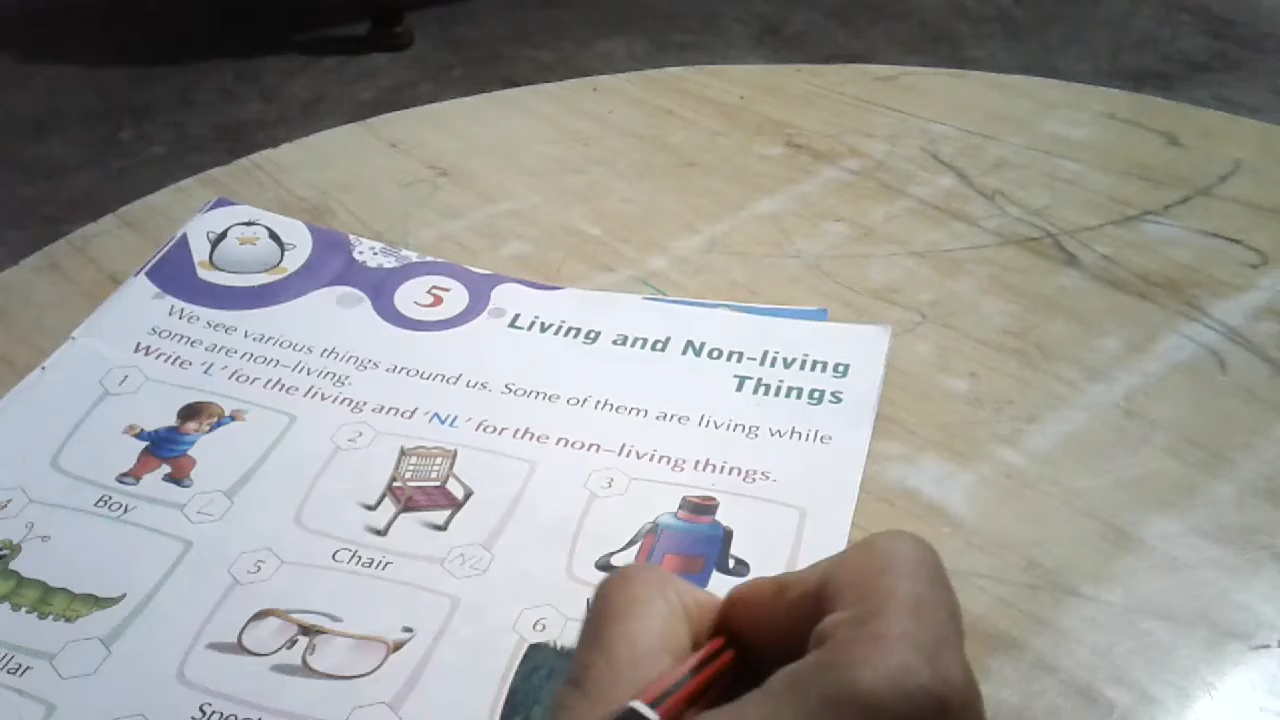 5
Living and Non-living
Things
We see various things around us. Some of them are living while
some are non-living.
Write 'L' for the living and 'NL' for the non-living things.
1
2
3
Boy
L
Chair
NL
4
5
6